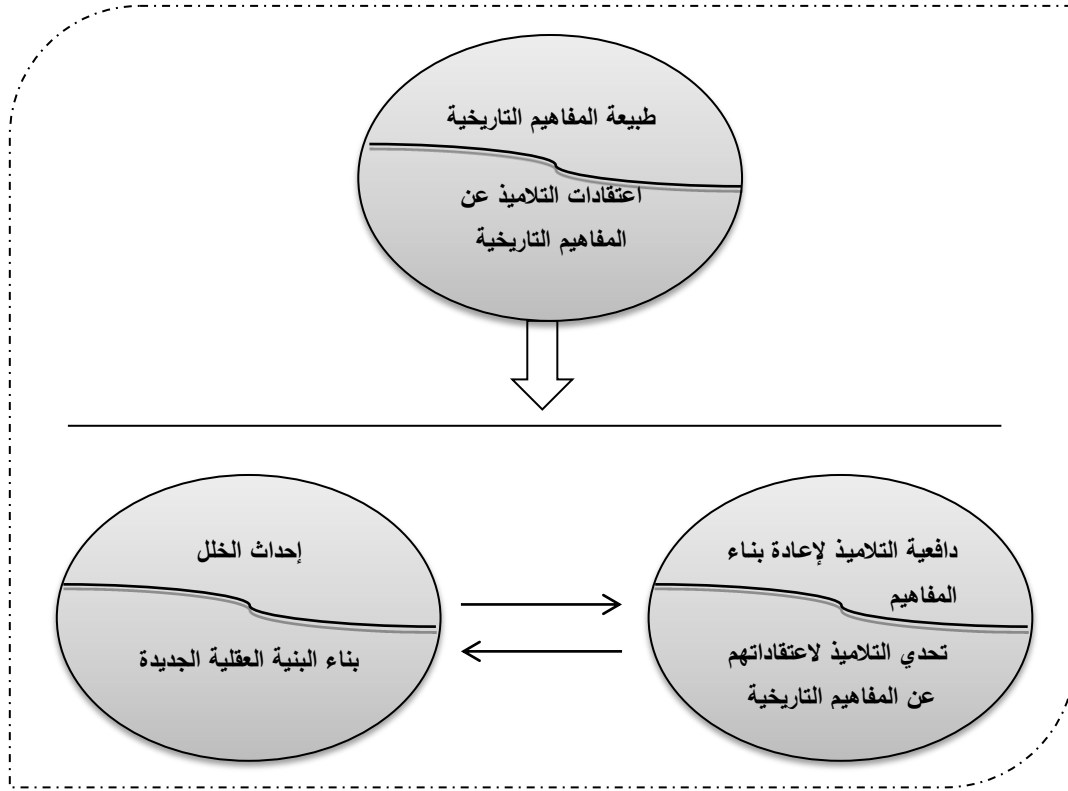 طبيعة المفاهيم التاريخية
اعتقادات التلاميذ عن
المفاهيم التاريخية
دافعية التلاميذ لإعادة بناء
المفاهيم
تحدي التلاميذ لاعتقاداتهم
عن المفاهيم التاريخية
إحداث الخلل
بناء البنية العقلية الجديدة